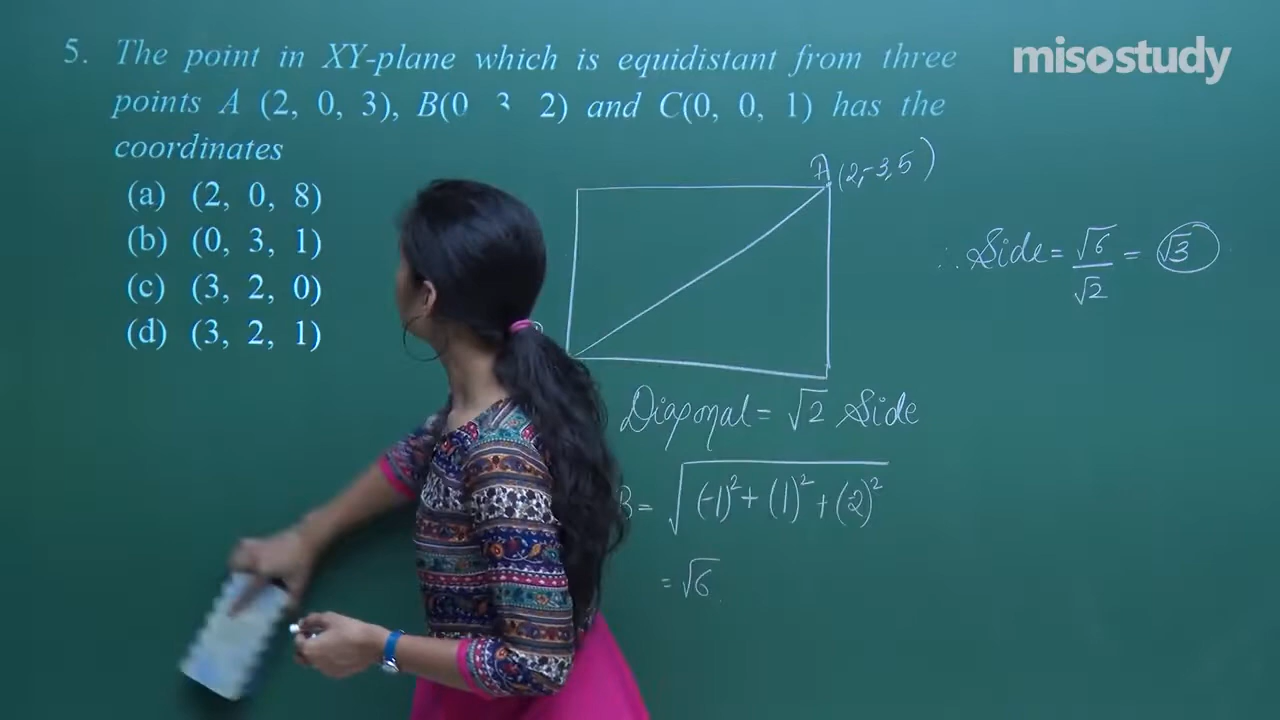 misostudy
5. The point in XY-plane which is equidistant from three
points A (2, 0, 3), B(0 3 2) and C(0, 0, 1) has the
coordinates
(a) (2, 0, 8)
(b) (0, 3, 1)
(c) (3, 2, 0)
(d) (3, 2, 1)
A (2,-3,5)
∴ Side = √6/√2 = √3
Diagonal = √2 Side
B = √((-1)² + (1)² + (2)²)
= √6